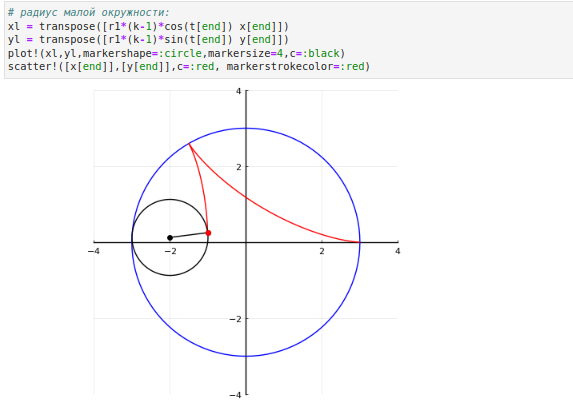 # радиус малой окружности:
xl = transpose([r1*(k-1)*cos(t[end]) x[end]])
yl = transpose([r1*(k-1)*sin(t[end]) y[end]])
plot!(xl,yl,markershape=:circle,markersize=4,c=:black)
scatter!([x[end]],[y[end]],c=:red, markerstrokecolor=:red)
4
2
−4 −2 2 4
−2
−4